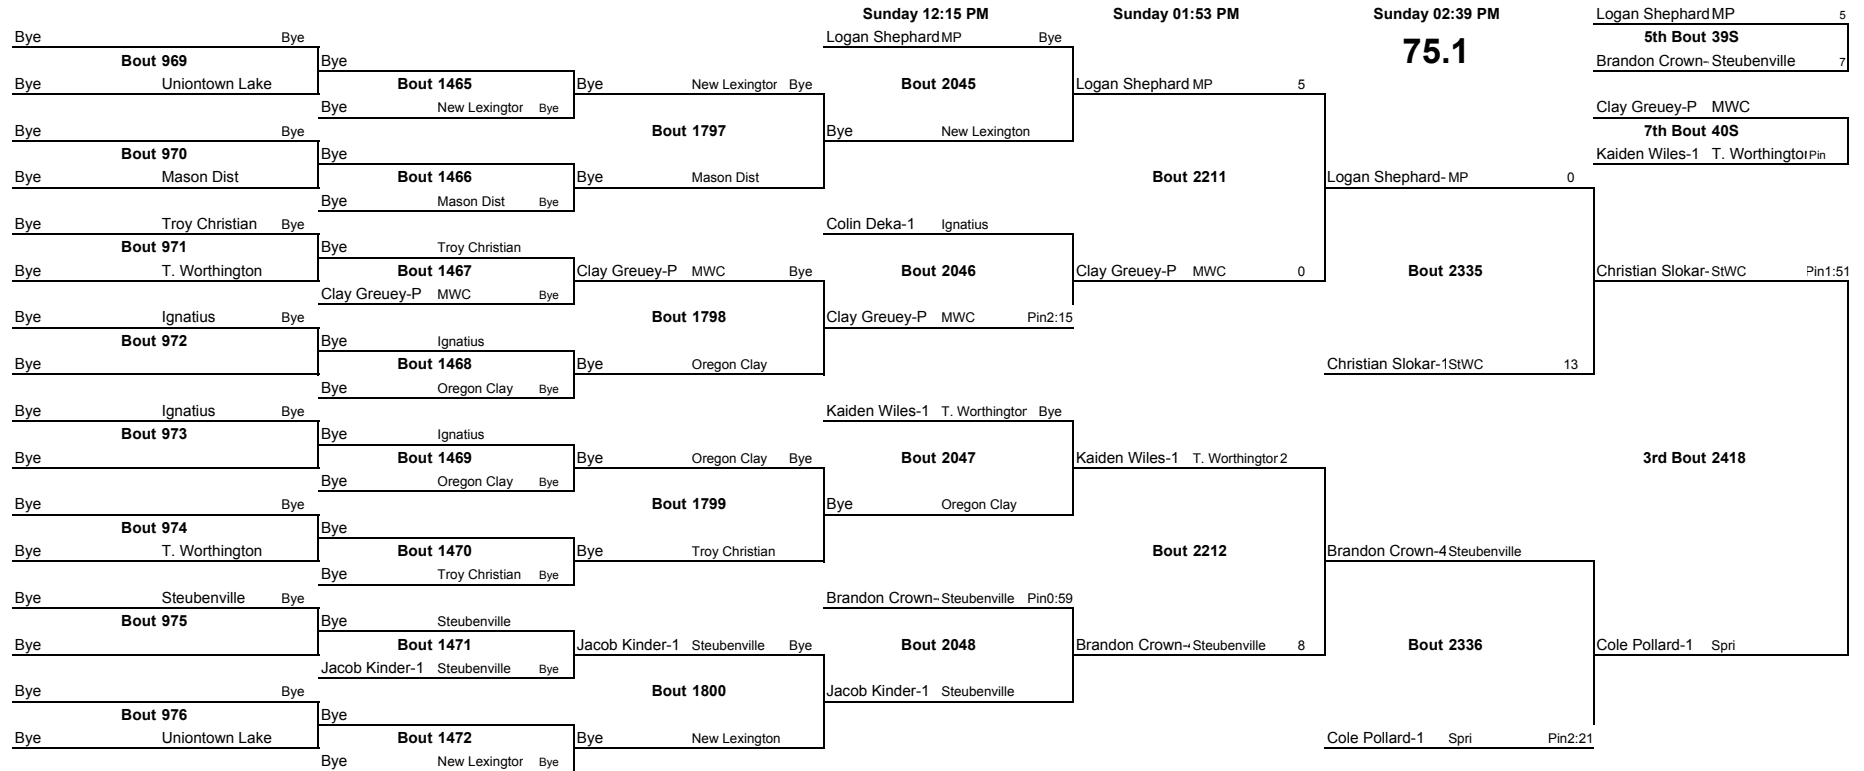 Sunday 12:15 PM Sunday 01:53 PM Sunday 02:39 PM Logan Shephard MP 5
Bye Bye Logan Shephard MP Bye 5th Bout 39S
75.1
Bout 969 Bye Brandon Crown- Steubenville 7
Bye Uniontown Lake Bout 1465 Bye New Lexingtor Bye Bout 2045 Logan Shephard MP 5
Bye New Lexingtor Bye Clay Greuey-P MWC
Bye Bye Bout 1797 Bye New Lexington 7th Bout 40S
Bout 970 Bye Kaiden Wiles-1 T. Worthingtor Pin
Bye Mason Dist Bout 1466 Bye Mason Dist Bout 2211 Logan Shephard- MP 0
Bye Mason Dist Bye
Bye Troy Christian Bye Colin Deka-1 Ignatius
Bout 971 Bye Troy Christian
Bye T. Worthington Bout 1467 Clay Greuey-P MWC Bye Bout 2046 Clay Greuey-P MWC 0 Bout 2335 Christian Slokar- StWC Pin1:51
Clay Greuey-P MWC Bye
Bye Ignatius Bye Bout 1798 Clay Greuey-P MWC Pin2:15
Bout 972 Bye Ignatius
Bye Bout 1468 Bye Oregon Clay Christian Slokar-1 StWC 13
Bye Oregon Clay Bye
Bye Ignatius Bye Kaiden Wiles-1 T. Worthingtor Bye
Bout 973 Bye Ignatius
Bye Bout 1469 Bye Oregon Clay Bye Bout 2047 Kaiden Wiles-1 T. Worthingtor 2 3rd Bout 2418
Bye Oregon Clay Bye
Bye Bye Bout 1799 Bye Oregon Clay
Bout 974 Bye
Bye T. Worthington Bout 1470 Bye Troy Christian Bout 2212 Brandon Crown-4 Steubenville
Bye Troy Christian Bye
Bye Steubenville Bye Brandon Crown- Steubenville Pin0:59
Bout 975 Bye Steubenville
Bye Bout 1471 Jacob Kinder-1 Steubenville Bye Bout 2048 Brandon Crown- Steubenville 8 Bout 2336 Cole Pollard-1 Spri
Jacob Kinder-1 Steubenville Bye
Bye Bye Bout 1800 Jacob Kinder-1 Steubenville
Bout 976 Bye
Bye Uniontown Lake Bout 1472 Bye New Lexington Cole Pollard-1 Spri Pin2:21
Bye New Lexingtor Bye